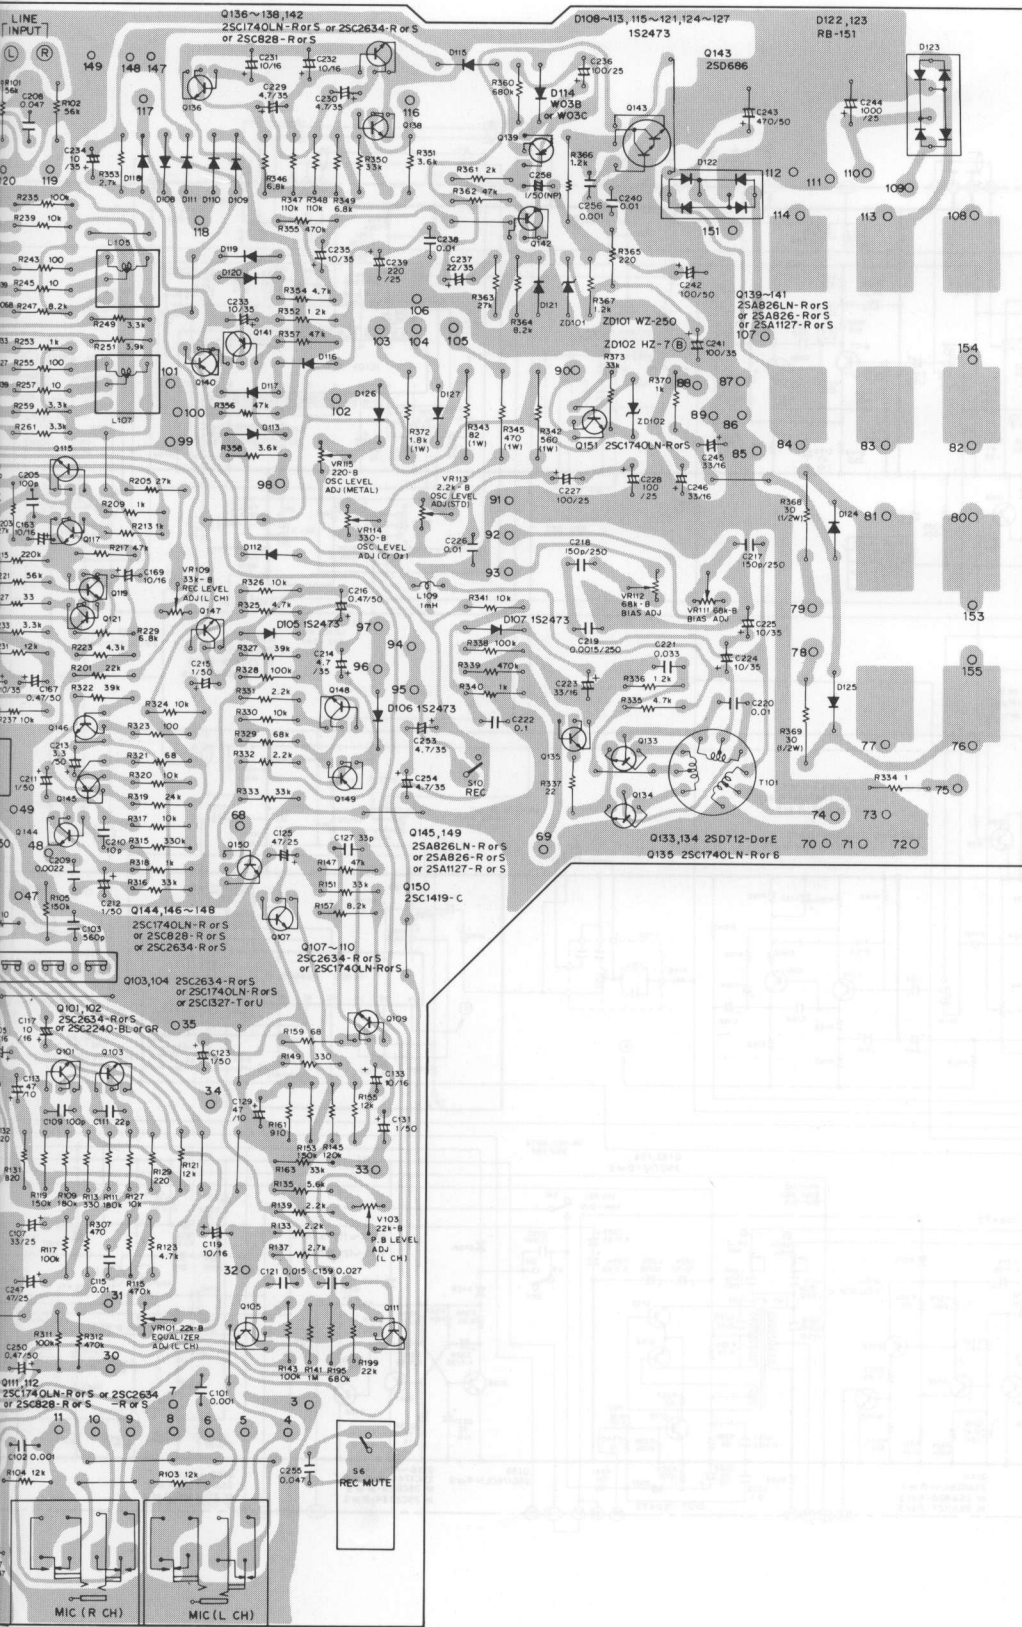 LINE
INPUT
L R
149
148 147
Q136~138,142
2SC1740LN-R or S or 2SC2634-R or S
or 2SC828-R or S
C231
10/16
C232
10/16
C229
4.7/35
C230
4.7/35
Q136
Q138
116
117
D115
R360
680k
D114
W03B
or W03C
C236
100/25
D108~113, 115~121, 124~127
1S2473
Q143
2SD686
D122,123
RB-151
D123
Q143
C243
470/50
C244
1000
/25
R101
56k
C208
0.047
R102
56k
120
119
C234
10
/35
R353
2.7k
D118
D108
D111
D110
D109
118
R346
6.8k
R347
110k
R348
110k
R349
6.8k
R350
33k
R351
3.6k
R355 470k
Q139
R361 2k
R362 47k
C258
1/50(NP)
R366
1.2k
C256
0.001
C240
0.01
Q142
D122
112
111
110
109
114
113
108
151
R235 100k
R239 10k
R243 100
R245 10
R247 8.2k
R249 3.3k
R251 3.9k
R253 1k
R255 100
R257 10
R259 3.3k
R261 3.3k
L105
L107
D119
D120
C233
10/35
C235
10/35
C239
220
/25
C238
0.01
C237
22/35
R354 4.7k
R352 1.2k
R357 47k
Q141
Q140
D116
D117
R356 47k
D113
R358 3.6k
101
100
99
98
102
103
104
105
106
R363
27k
R364
8.2k
D121
ZD101
R367
1.2k
R365
220
C242
100/50
Q139~141
2SA826LN-R or S
or 2SA826-R or S
or 2SA1127-R or S
107
ZD101 WZ-250
ZD102 HZ-7 B
C241
100/35
154
90
R373
33k
R370
1k
88
87
89
86
85
84
83
82
ZD102
D126
R372
1.8k
(1W)
D127
R343
82
(1W)
R345
470
(1W)
R342
560
(1W)
Q151 2SC1740LN-R or S
C245
33/16
VR115
220-B
OSC LEVEL
ADJ(METAL)
VR113
2.2k-B
OSC LEVEL
ADJ(STD)
VR114
330-B
OSC LEVEL
ADJ(CrO2)
91
92
93
C227
100/25
C228
100
/25
C246
33/16
C226
0.01
C218
150p/250
C217
150p/250
R368
30
(1/2W)
D124
81
80
79
153
Q115
C205
100p
C163
10/16
Q117
R205 27k
R209 1k
R213 1k
R217 47k
Q119
C169
10/16
VR109
33k-B
REC LEVEL
ADJ(L CH)
Q121
R229
6.8k
Q147
D112
R326 10k
R325 4.7k
D105 1S2473
R327 39k
R328 100k
R331 2.2k
R330 10k
R329 68k
R332 2.2k
R333 33k
C216
0.47/50
97
94
C214
4.7
/35
96
95
Q148
D106 1S2473
C253
4.7/35
C254
4.7/35
Q149
L109
1mH
R341 10k
D107 1S2473
R338 100k
R339 470k
R340 1k
C222
0.1
S10
REC
C219
0.0015/250
VR112
68k-B
BIAS ADJ
VR111 68k-B
BIAS ADJ
C225
10/35
C221
0.033
C224
10/35
C223
33/16
R336 1.2k
R335 4.7k
C220
0.01
Q135
Q133
Q134
R337
22
T101
78
155
D125
R369
30
(1/2W)
77
76
R334 1
75
74
73
70 71 72
69
Q133,134 2SD712-D or E
R223 4.3k
R201 22k
R322 39k
C167
0.47/50
R237 10k
R324 10k
R323 100
Q146
C213
3.3
/50
C211
1/50
Q145
R321 68
R320 10k
R319 24k
R317 10k
R315 330k
R318 1k
R316 33k
C215
1/50
49
Q144
48
C209
0.0022
C210
10p
C212
1/50
47
R105
150k
C103
560p
68
Q150
C125
47/25
C127 33p
R147 47k
R151 33k
R157 8.2k
Q107
Q145,149
2SA826LN-R or S
or 2SA826-R or S
or 2SA1127-R or S
Q150
2SC1419-C
Q144,146~148
2SC1740LN-R or S
or 2SC828-R or S
or 2SC2634-R or S
Q107~110
2SC2634-R or S
or 2SC1740LN-R or S
Q103,104 2SC2634-R or S
or 2SC1740LN-R or S
or 2SC1327-T or U
Q101,102
2SC2634-R or S
or 2SC2240-BL or GR
C117
10
/16
35
C123
1/50
R159 68
R149 330
Q109
Q101
Q103
C113
47
/10
C109 100p
C111 22p
34
C129
47
/10
C133
10/16
R155
12k
C131
1/50
R161
910
R153
150k
R145
120k
R131
820
R119
150k
R109
180k
R113
330
R111
180k
R127
10k
R129
220
R121
12k
R163 33k
R135 5.6k
R139 2.2k
R133 2.2k
R137 2.7k
33
V103
22k-B
P.B LEVEL
ADJ
(L CH)
C107
33/25
R117
100k
R307
470
C115
0.01
R115
470k
R123
4.7k
C119
10/16
32
C121 0.015
C159 0.027
C247
47/25
31
VR101 22k-B
EQUALIZER
ADJ(L CH)
R311
100k
R312
470k
C250
0.47/50
30
Q105
Q111
R143
100k
R141
1M
R195
680k
R199
22k
Q111,112
2SC1740LN-R or S or 2SC2634
or 2SC828-R or S -R or S
7
C101
0.001
3
11 10 9 8 6 5 4
C102 0.001
R104 12k
R103 12k
C255
0.047
S6
REC MUTE
MIC (R CH)
MIC (L CH)